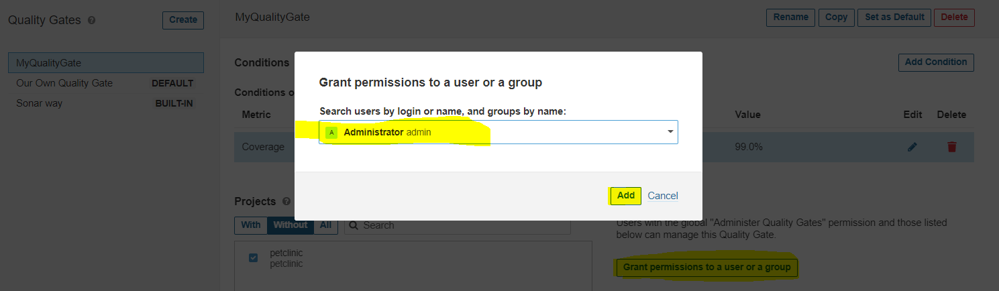 Quality Gates ?
Create
MyQualityGate
Our Own Quality Gate DEFAULT
Sonar way BUILT-IN
MyQualityGate
Rename Copy Set as Default Delete
Conditions
Add Condition
Conditions o
Metric Value Edit Delete
Coverage 99.0%
Grant permissions to a user or a group
Search users by login or name, and groups by name:
A Administrator admin
Add Cancel
Projects ?
With Without All Search
petclinic
petclinic
Users with the global "Administer Quality Gates" permission and those listed
below can manage this Quality Gate.
Grant permissions to a user or a group